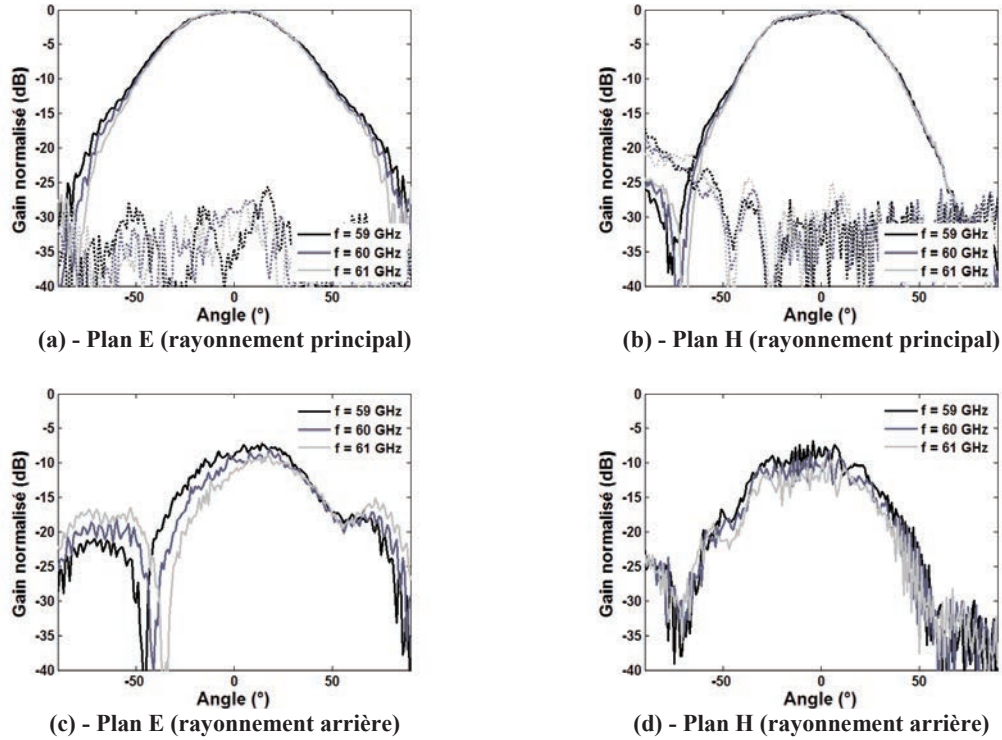 Gain normalisé (dB)
0
-5
-10
-15
-20
-25
-30
-35
-40
f = 59 GHz
f = 60 GHz
f = 61 GHz
-50
0
50
Angle (°)
(a) - Plan E (rayonnement principal)
Gain normalisé (dB)
0
-5
-10
-15
-20
-25
-30
-35
-40
f = 59 GHz
f = 60 GHz
f = 61 GHz
-50
0
50
Angle (°)
(b) - Plan H (rayonnement principal)
Gain normalisé (dB)
0
-5
-10
-15
-20
-25
-30
-35
-40
f = 59 GHz
f = 60 GHz
f = 61 GHz
-50
0
50
Angle (°)
(c) - Plan E (rayonnement arrière)
Gain normalisé (dB)
0
-5
-10
-15
-20
-25
-30
-35
-40
f = 59 GHz
f = 60 GHz
f = 61 GHz
-50
0
50
Angle (°)
(d) - Plan H (rayonnement arrière)